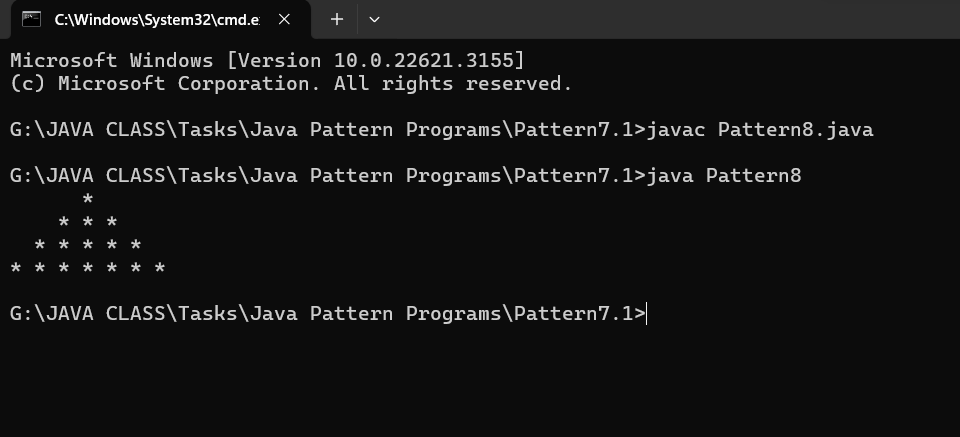 C:\Windows\System32\cmd.e
Microsoft Windows [Version 10.0.22621.3155]
(c) Microsoft Corporation. All rights reserved.
G:\JAVA CLASS\Tasks\Java Pattern Programs\Pattern7.1>javac Pattern8.java
G:\JAVA CLASS\Tasks\Java Pattern Programs\Pattern7.1>java Pattern8
      *
    * * *
  * * * * *
* * * * * * *
G:\JAVA CLASS\Tasks\Java Pattern Programs\Pattern7.1>